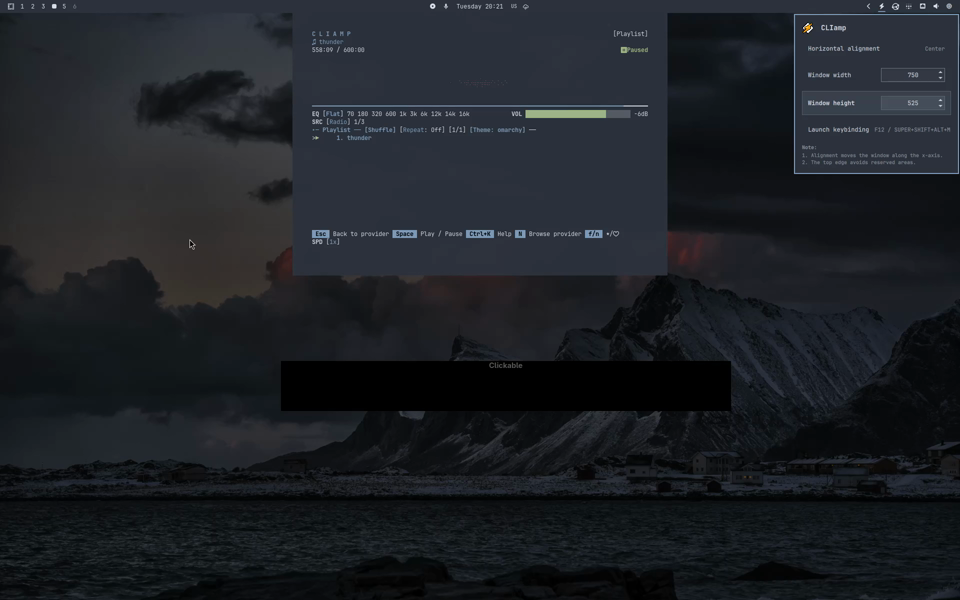 1 2 3 5 6
Tuesday 20:21 US
C L I A M P [Playlist]
♫ thunder
558:09 / 600:00 Paused
EQ [Flat] 70 180 320 600 1k 3k 6k 12k 14k 16k VOL -6dB
SRC [Radio] 1/3
Playlist —— [Shuffle] [Repeat: Off] [1/1] [Theme: omarchy] ——
1. thunder
Esc Back to provider Space Play / Pause Ctrl+K Help N Browse provider f/n +/♡
SPD [1x]
CLIamp
Horizontal alignment Center
Window width 750
Window height 525
Launch keybinding F12 / SUPER+SHIFT+ALT+M
Note:
1. Alignment moves the window along the x-axis.
2. The top edge avoids reserved areas.
Clickable